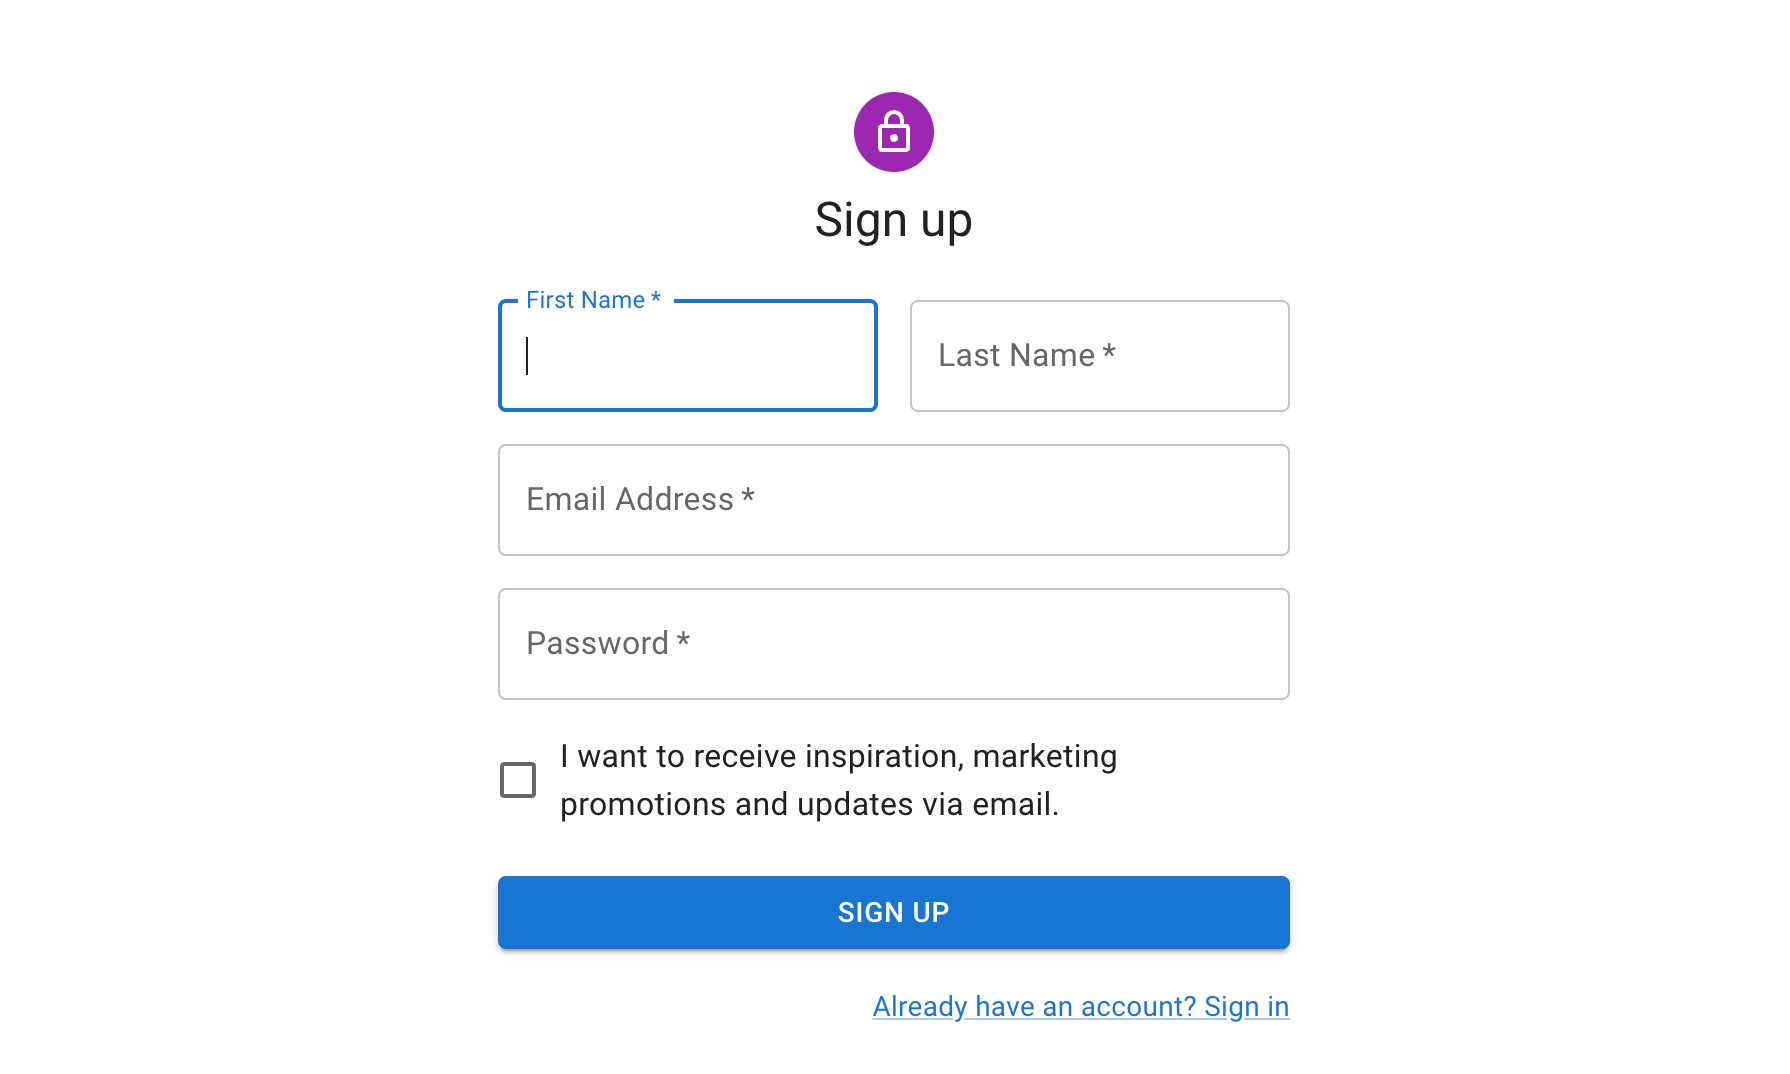 Sign up
First Name *
Last Name *
Email Address *
Password *
I want to receive inspiration, marketing
promotions and updates via email.
SIGN UP
Already have an account? Sign in